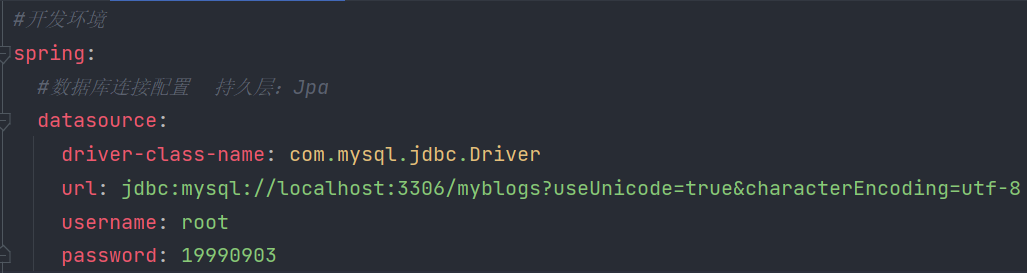 #开发环境
spring:
#数据库连接配置  持久层：Jpa
datasource:
driver-class-name: com.mysql.jdbc.Driver
url: jdbc:mysql://localhost:3306/myblogs?useUnicode=true&characterEncoding=utf-8
username: root
password: 19990903